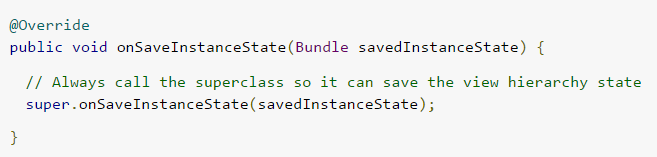 @Override
public void onSaveInstanceState(Bundle savedInstanceState) {
// Always call the superclass so it can save the view hierarchy state
super.onSaveInstanceState(savedInstanceState);
}